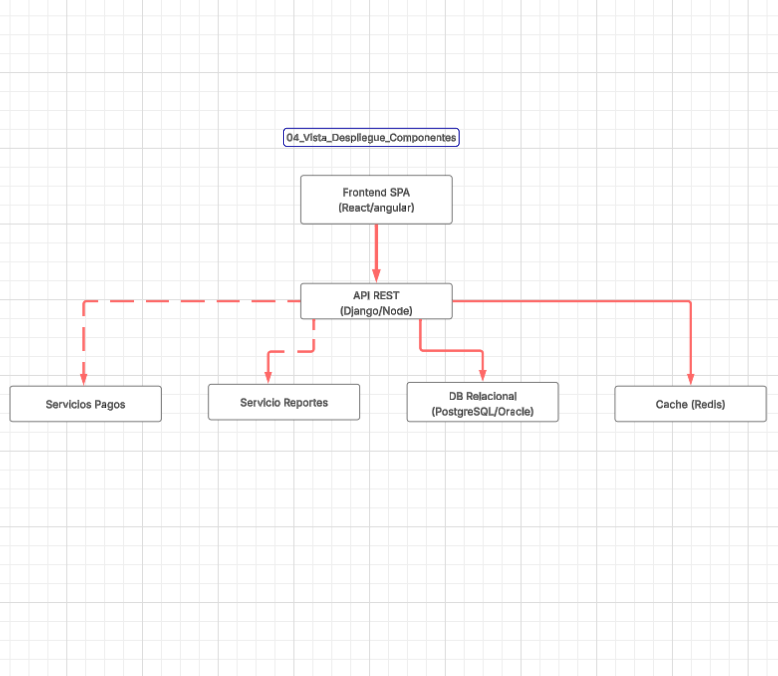 04_Vista_Despliegue_Componentes
Frontend SPA
(React/angular)
API REST
(Django/Node)
Servicios Pagos
Servicio Reportes
DB Relacional
(PostgreSQL/Oracle)
Cache (Redis)